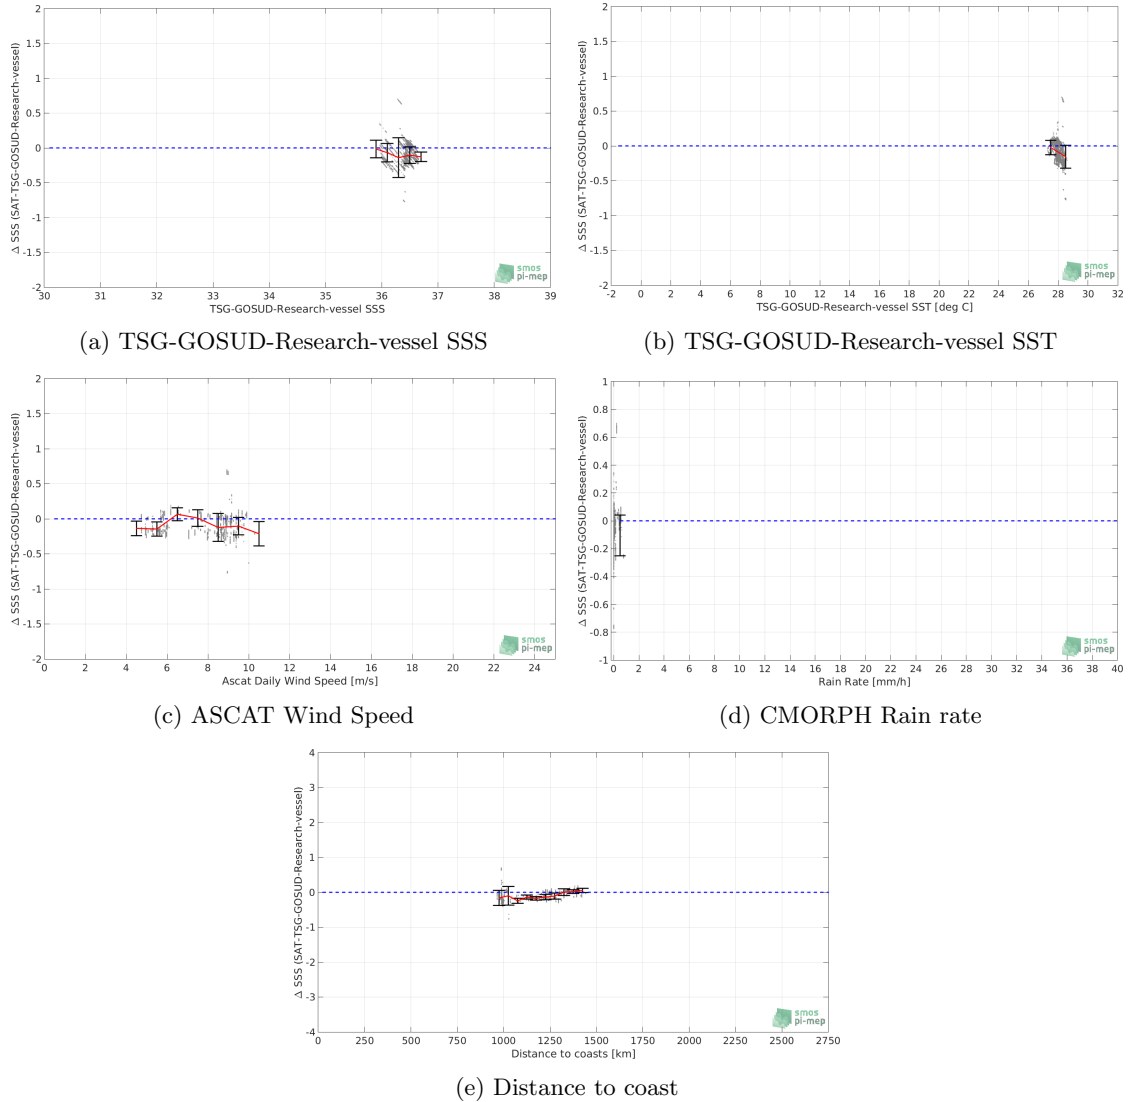 2
1.5
1
0.5
0
-0.5
-1
-1.5
-2
Δ SSS (SAT-TSG-GOSUD-Research-vessel)
30 31 32 33 34 35 36 37 38 39
TSG-GOSUD-Research-vessel SSS
smos
pi-mep
(a) TSG-GOSUD-Research-vessel SSS
2
1.5
1
0.5
0
-0.5
-1
-1.5
-2
Δ SSS (SAT-TSG-GOSUD-Research-vessel)
-2 0 2 4 6 8 10 12 14 16 18 20 22 24 26 28 30 32
TSG-GOSUD-Research-vessel SST [deg C]
smos
pi-mep
(b) TSG-GOSUD-Research-vessel SST
2
1.5
1
0.5
0
-0.5
-1
-1.5
-2
Δ SSS (SAT-TSG-GOSUD-Research-vessel)
0 2 4 6 8 10 12 14 16 18 20 22 24
Ascat Daily Wind Speed [m/s]
smos
pi-mep
(c) ASCAT Wind Speed
1
0.8
0.6
0.4
0.2
0
-0.2
-0.4
-0.6
-0.8
-1
Δ SSS (SAT-TSG-GOSUD-Research-vessel)
0 2 4 6 8 10 12 14 16 18 20 22 24 26 28 30 32 34 36 38 40
Rain Rate [mm/h]
smos
pi-mep
(d) CMORPH Rain rate
4
3
2
1
0
-1
-2
-3
-4
Δ SSS (SAT-TSG-GOSUD-Research-vessel)
0 250 500 750 1000 1250 1500 1750 2000 2250 2500 2750
Distance to coasts [km]
smos
pi-mep
(e) Distance to coast